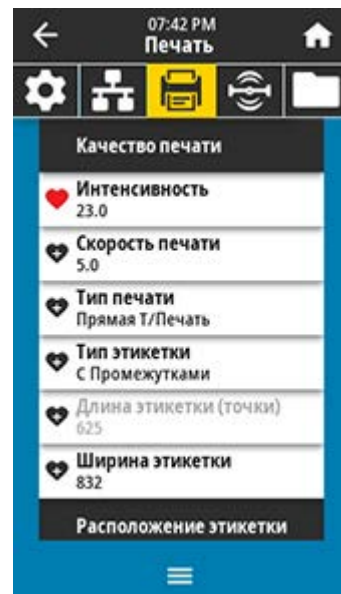 07:42 PM
Печать
Качество печати
Интенсивность
23.0
Скорость печати
5.0
Тип печати
Прямая Т/Печать
Тип этикетки
С Промежутками
Длина этикетки (точки)
625
Ширина этикетки
832
Расположение этикетки